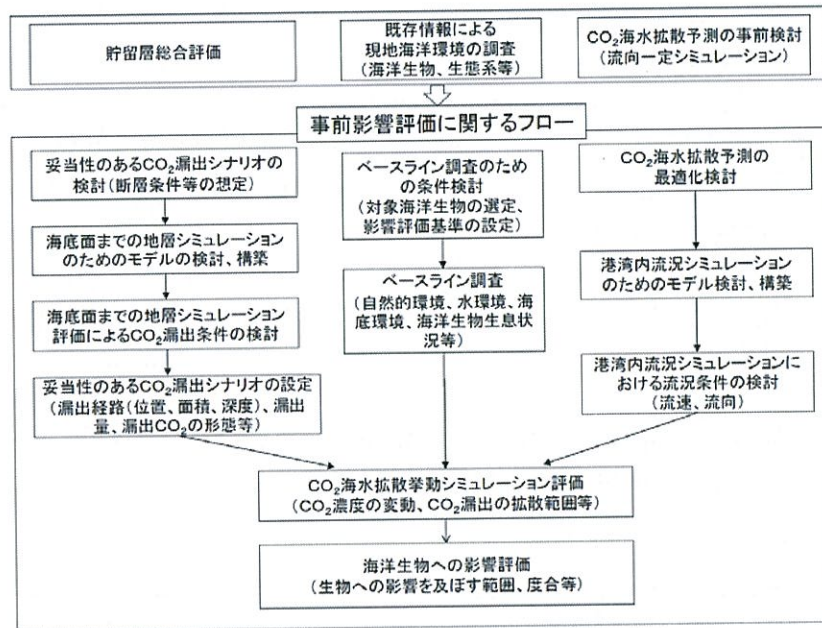 貯留層総合評価
既存情報による
現地海洋環境の調査
(海洋生物、生態系等)
CO2海水拡散予測の事前検討
(流向一定シミュレーション)
事前影響評価に関するフロー
妥当性のあるCO2漏出シナリオの
検討(断層条件等の想定)
海底面までの地層シミュレーション
のためのモデルの検討、構築
海底面までの地層シミュレーション
評価によるCO2漏出条件の検討
妥当性のあるCO2漏出シナリオの設定
(漏出経路(位置、面積、深度)、漏出
量、漏出CO2の形態等)
ベースライン調査のため
の条件検討
(対象海洋生物の選定、
影響評価基準の設定)
ベースライン調査
(自然的環境、水環境、海
底環境、海洋生物生息状
況等)
CO2海水拡散予測の
最適化検討
港湾内流況シミュレーション
のためのモデル検討、構築
港湾内流況シミュレーションに
おける流況条件の検討
(流速、流向)
CO2海水拡散挙動シミュレーション評価
(CO2濃度の変動、CO2漏出の拡散範囲等)
海洋生物への影響評価
(生物への影響を及ぼす範囲、度合等)